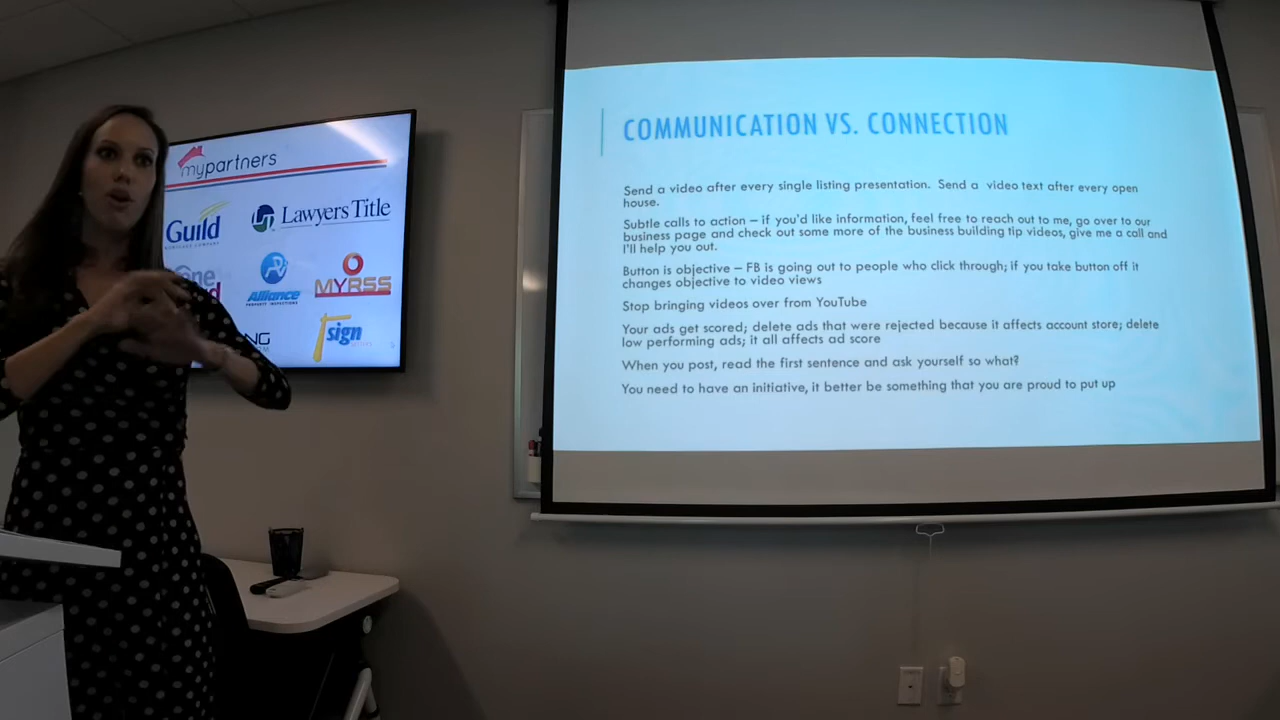 mypartners
Guild
MORTGAGE COMPANY
Lawyers Title
Alliance
PROPERTY INSPECTIONS
MYRSS
sign
COMMUNICATION VS. CONNECTION
Send a video after every single listing presentation. Send a video text after every open
house.
Subtle calls to action – if you'd like information, feel free to reach out to me, go over to our
business page and check out some more of the business building tip videos, give me a call and
I'll help you out.
Button is objective – FB is going out to people who click through; if you take button off it
changes objective to video views
Stop bringing videos over from YouTube
Your ads get scored; delete ads that were rejected because it affects account store; delete
low performing ads; it all affects ad score
When you post, read the first sentence and ask yourself so what?
You need to have an initiative, it better be something that you are proud to put up